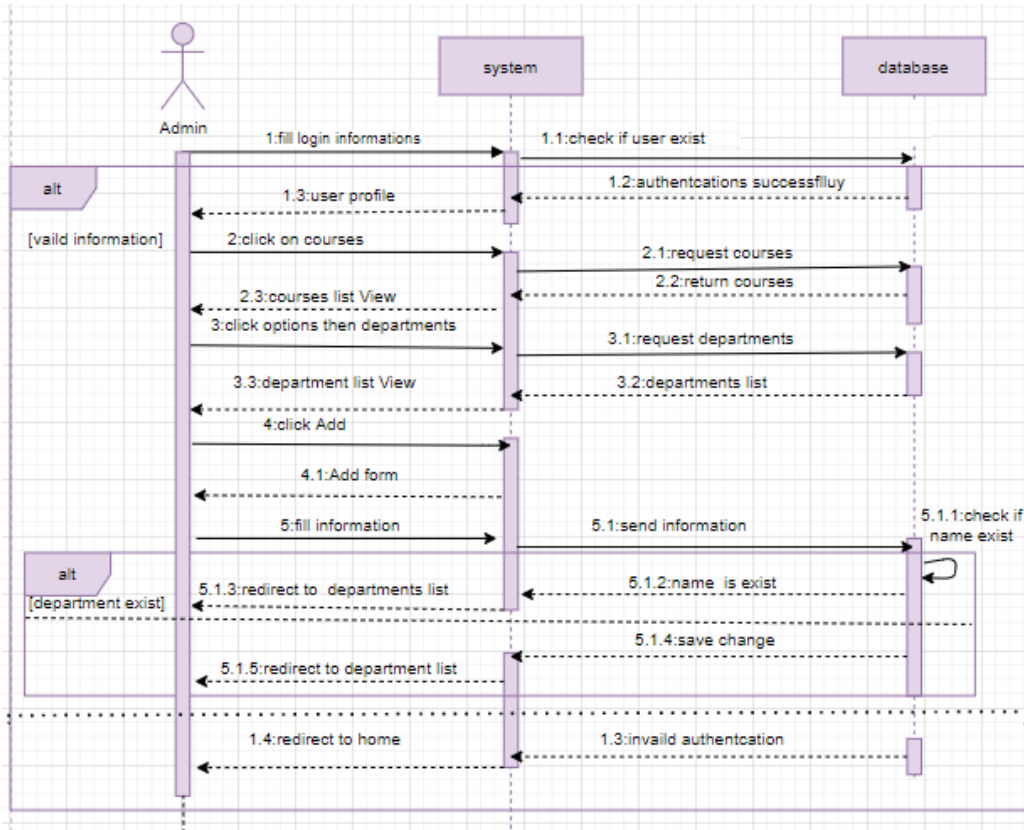 system
database
Admin
1:fill login informations
1.1:check if user exist
alt
1.2:authentcations successflluy
1.3:user profile
[vaild information]
2:click on courses
2.1:request courses
2.2:return courses
2.3:courses list View
3:click options then departments
3.1:request departments
3.3:department list View
3.2:departments list
4:click Add
4.1:Add form
5:fill information
5.1:send information
5.1.1:check if
name exist
alt
5.1.2:name is exist
5.1.3:redirect to departments list
[department exist]
5.1.4:save change
5.1.5:redirect to department list
1.4:redirect to home
1.3:invaild authentcation